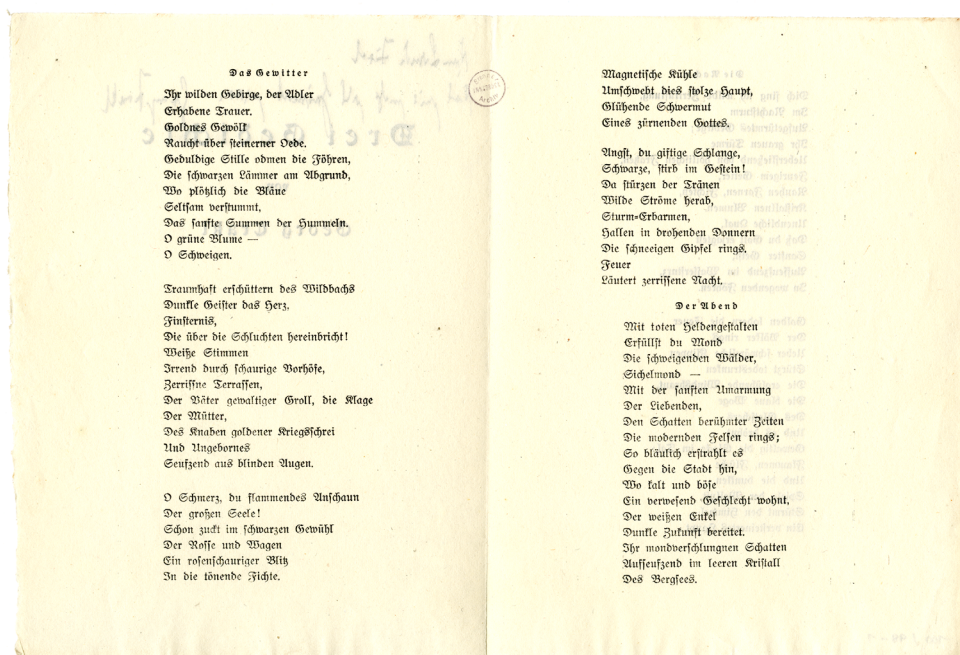 Das Gewitter
Ihr wilden Gebirge, der Adler
Erhabene Trauer.
Goldnes Gewölk
Raucht über steinerner Oede.
Geduldige Stille odmen die Föhren,
Die schwarzen Lämmer am Abgrund,
Wo plötzlich die Bläue
Seltsam verstummt,
Das sanfte Summen der Hummeln.
O grüne Blume —
O Schweigen.
Traumhaft erschüttern des Wildbachs
Dunkle Geister das Herz,
Finsternis,
Die über die Schluchten hereinbricht!
Weiße Stimmen
Irrend durch schaurige Vorhöfe,
Zerrissne Terrassen,
Der Väter gewaltiger Groll, die Klage
Der Mütter,
Des Knaben goldener Kriegsschrei
Und Ungebornes
Seufzend aus blinden Augen.
O Schmerz, du flammendes Anschaun
Der großen Seele!
Schon zuckt im schwarzen Gewühl
Der Rosse und Wagen
Ein rosenschauriger Blitz
In die tönende Fichte.
Magnetische Kühle
Umschwebt dies stolze Haupt,
Glühende Schwermut
Eines zürnenden Gottes.
Angst, du giftige Schlange,
Schwarze, stirb im Gestein!
Da stürzen der Tränen
Wilde Ströme herab,
Sturm-Erbarmen,
Hallen in drohenden Donnern
Die schneeigen Gipfel rings.
Feuer
Läutert zerrissene Nacht.
Der Abend
Mit toten Heldengestalten
Erfüllst du Mond
Die schweigenden Wälder,
Sichelmond —
Mit der sanften Umarmung
Der Liebenden,
Den Schatten berühmter Zeiten
Die modernden Felsen rings;
So bläulich erstrahlt es
Gegen die Stadt hin,
Wo kalt und böse
Ein verwesend Geschlecht wohnt,
Der weißen Enkel
Dunkle Zukunft bereitet.
Ihr mondverschlungnen Schatten
Aufseufzend im leeren Kristall
Des Bergsees.